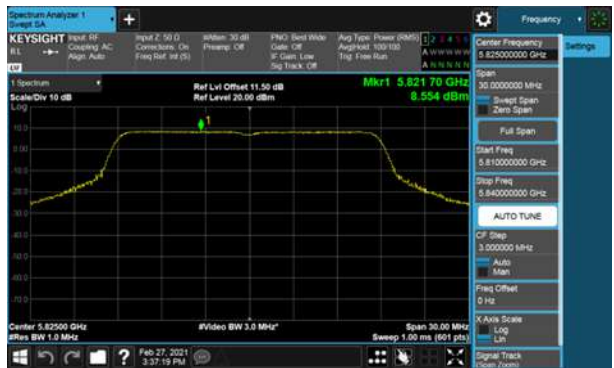 Spectrum Analyzer 1
Swept SA
Frequency
KEYSIGHT
Input: RF
Coupling: AC
Align: Auto
Input Z: 50 Ω
Corrections: On
Freq Ref: Int (S)
#Atten: 30 dB
Preamp: Off
PNO: Best Wide
Gate: Off
IF Gain: Low
Sig Track: Off
Avg Type: Power (RMS)
Avg|Hold: 100/100
Trig: Free Run
1 2 3 4 5 6
A W W W W W
A N N N N N
RL
1 Spectrum
Scale/Div 10 dB
Log
Ref Lvl Offset 11.50 dB
Ref Level 20.00 dBm
Mkr1 5.821 70 GHz
8.554 dBm
1
10.0
0.00
-10.0
-20.0
-30.0
-40.0
-50.0
-60.0
-70.0
Center 5.82500 GHz
#Res BW 1.0 MHz
#Video BW 3.0 MHz*
Span 30.00 MHz
Sweep 1.00 ms (601 pts)
Feb 27, 2021
3:37:19 PM
Center Frequency
5.825000000 GHz
Settings
Span
30.0000000 MHz
Swept Span
Zero Span
Full Span
Start Freq
5.810000000 GHz
Stop Freq
5.840000000 GHz
AUTO TUNE
CF Step
3.000000 MHz
Auto
Man
Freq Offset
0 Hz
X Axis Scale
Log
Lin
Signal Track
(Span Zoom)